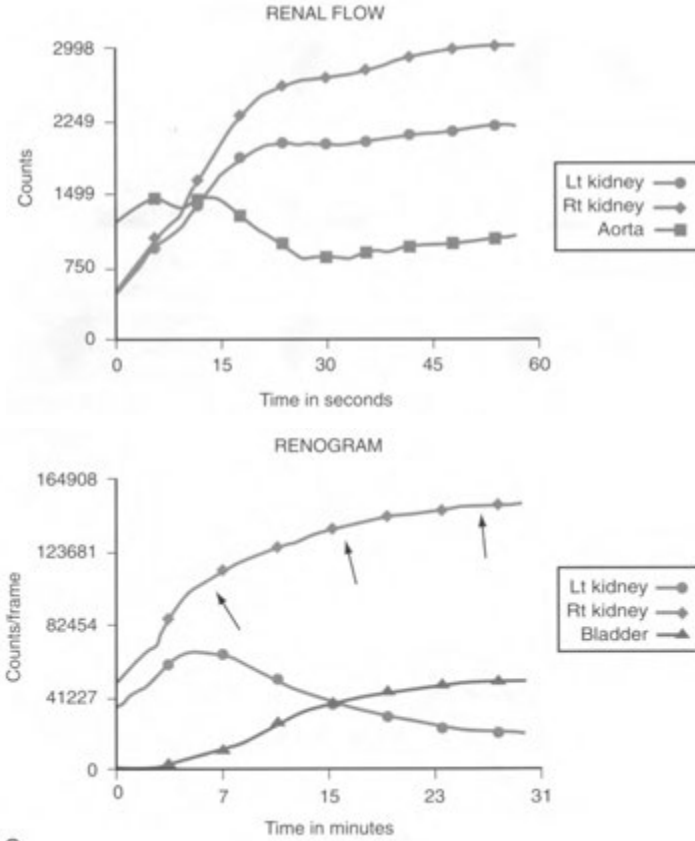 RENAL FLOW
2998
2249
1499
750
0
Counts
0 15 30 45 60
Time in seconds
Lt kidney
Rt kidney
Aorta
RENOGRAM
164908
123681
82454
41227
0
Counts/frame
0 7 15 23 31
Time in minutes
Lt kidney
Rt kidney
Bladder